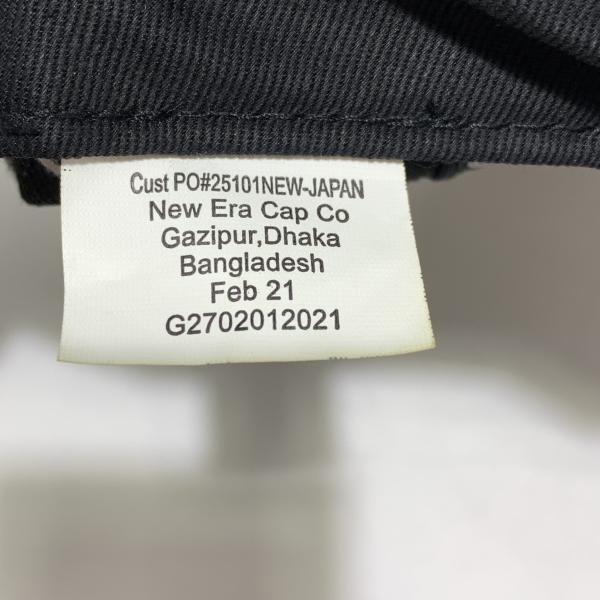 Cust PO#25101NEW-JAPAN
New Era Cap Co
Gazipur,Dhaka
Bangladesh
Feb 21
G2702012021